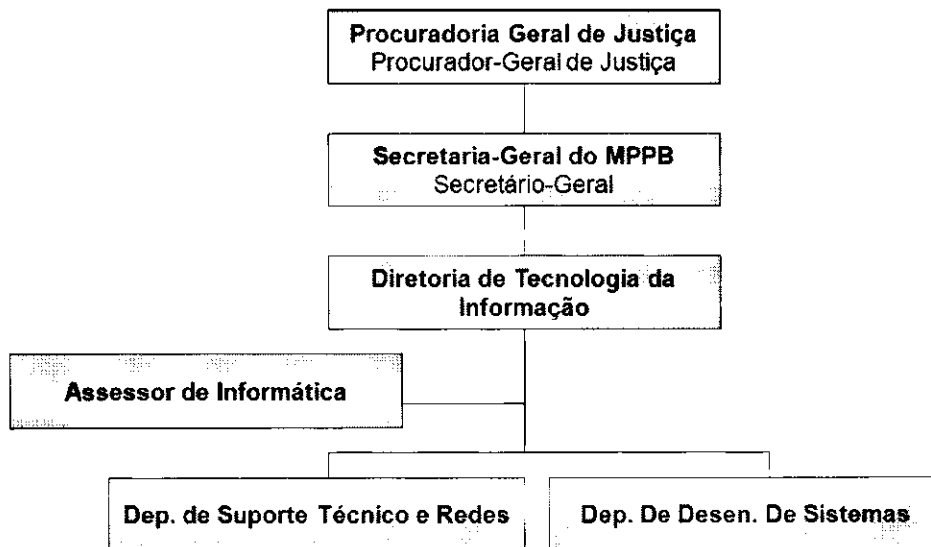 Procuradoria Geral de Justiça
Procurador-Geral de Justiça
Secretaria-Geral do MPPB
Secretário-Geral
Diretoria de Tecnologia da
Informação
Assessor de Informática
Dep. de Suporte Técnico e Redes
Dep. De Desen. De Sistemas